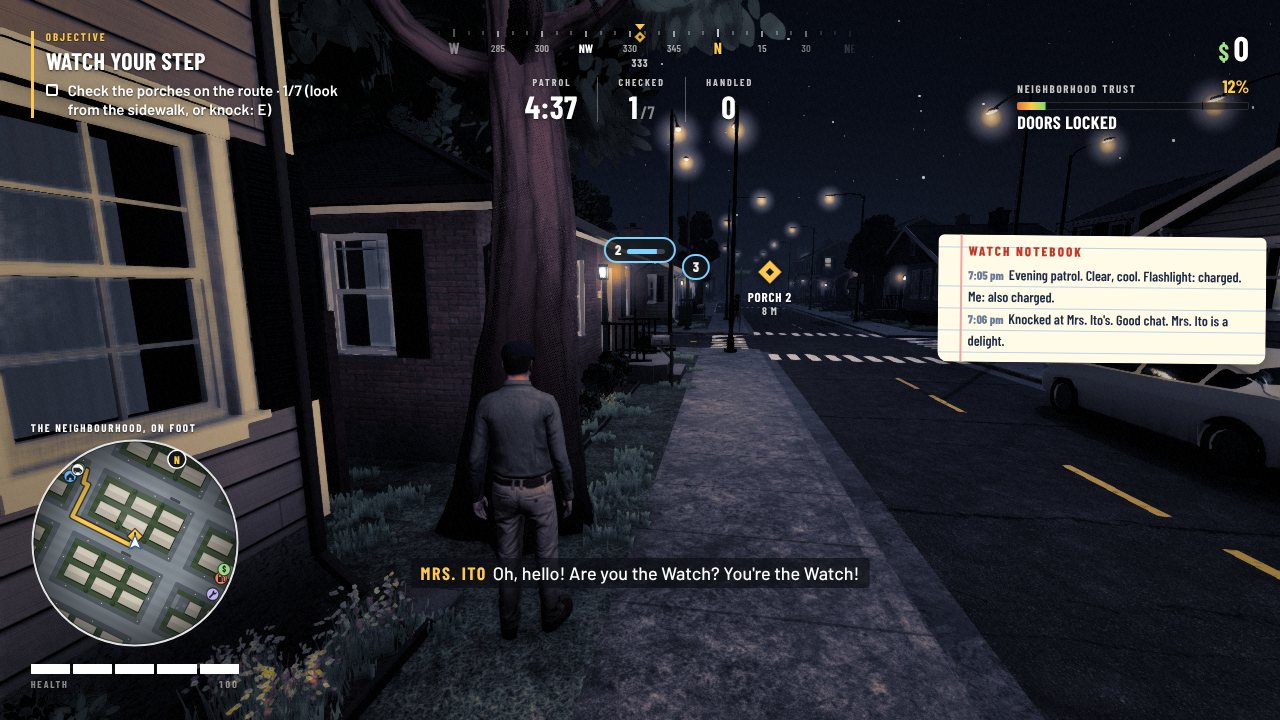 OBJECTIVE
WATCH YOUR STEP
Check the porches on the route · 1/7 (look
from the sidewalk, or knock: E)
W 285 300 NW 330 345 N 15 30 NE
333
PATROL CHECKED HANDLED
4:37 1/7 0
$0
NEIGHBORHOOD TRUST 12%
DOORS LOCKED
2
3
PORCH 2
8 M
WATCH NOTEBOOK
7:05 pm Evening patrol. Clear, cool. Flashlight: charged.
Me: also charged.
7:06 pm Knocked at Mrs. Ito's. Good chat. Mrs. Ito is a
delight.
THE NEIGHBOURHOOD, ON FOOT
N
$
MRS. ITO Oh, hello! Are you the Watch? You're the Watch!
HEALTH 100